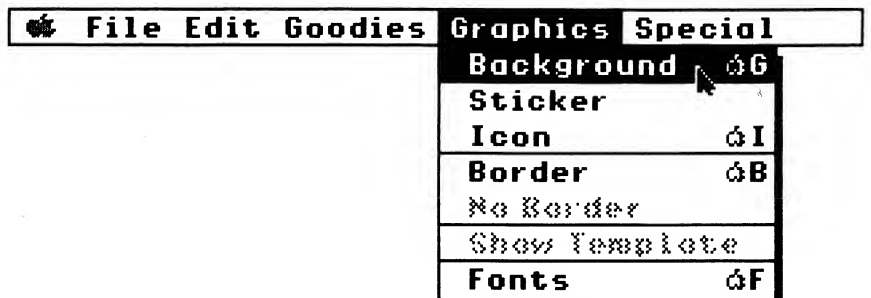 File Edit Goodies Graphics Special
Background G
Sticker
Icon I
Border B
No Border
Show Template
Fonts F